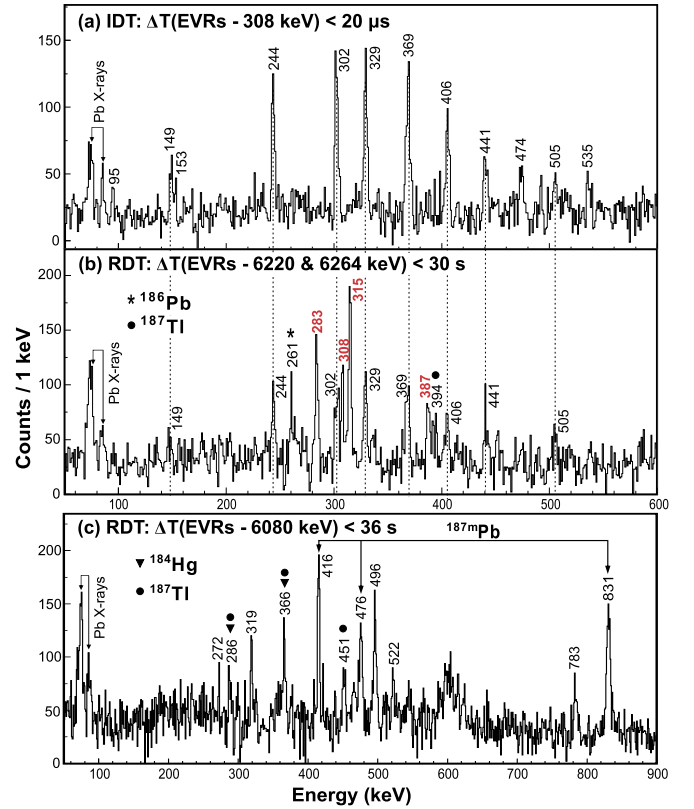 (a) IDT: ΔT(EVRs - 308 keV) < 20 μs
150
100
50
0
Pb X-rays
95
149
153
244
302
329
369
406
441
474
505
535
(b) RDT: ΔT(EVRs - 6220 & 6264 keV) < 30 s
200
150
100
50
0
* ¹⁸⁶Pb
● ¹⁸⁷Tl
Pb X-rays
149
244
261 *
283
302
308
315
329
369
387
●
394
406
441
505
100 200 300 400 500 600
Counts / 1 keV
(c) RDT: ΔT(EVRs - 6080 keV) < 36 s
¹⁸⁷ᵐPb
200
150
100
50
0
▼ ¹⁸⁴Hg
● ¹⁸⁷Tl
Pb X-rays
272
● ▼ 286
319
● ▼ 366
416
● 451
476
496
522
783
831
100 200 300 400 500 600 700 800 900
Energy (keV)